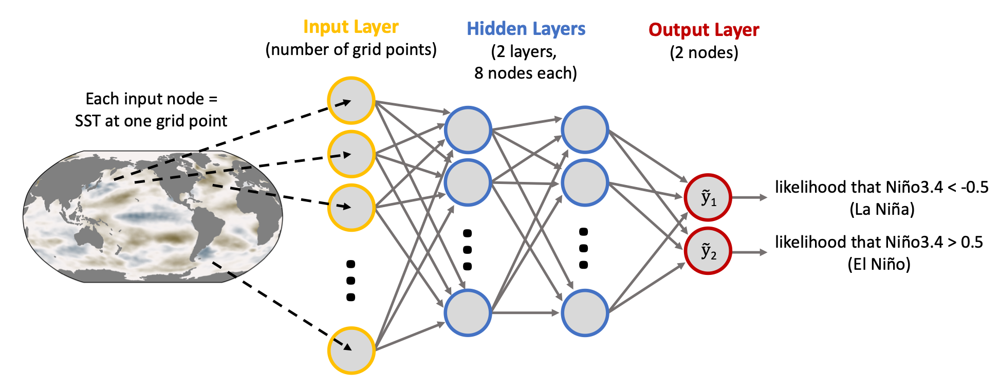 Input Layer
(number of grid points)
Hidden Layers
(2 layers,
8 nodes each)
Output Layer
(2 nodes)
Each input node =
SST at one grid point
ỹ₁
likelihood that Niño3.4 < -0.5
(La Niña)
ỹ₂
likelihood that Niño3.4 > 0.5
(El Niño)